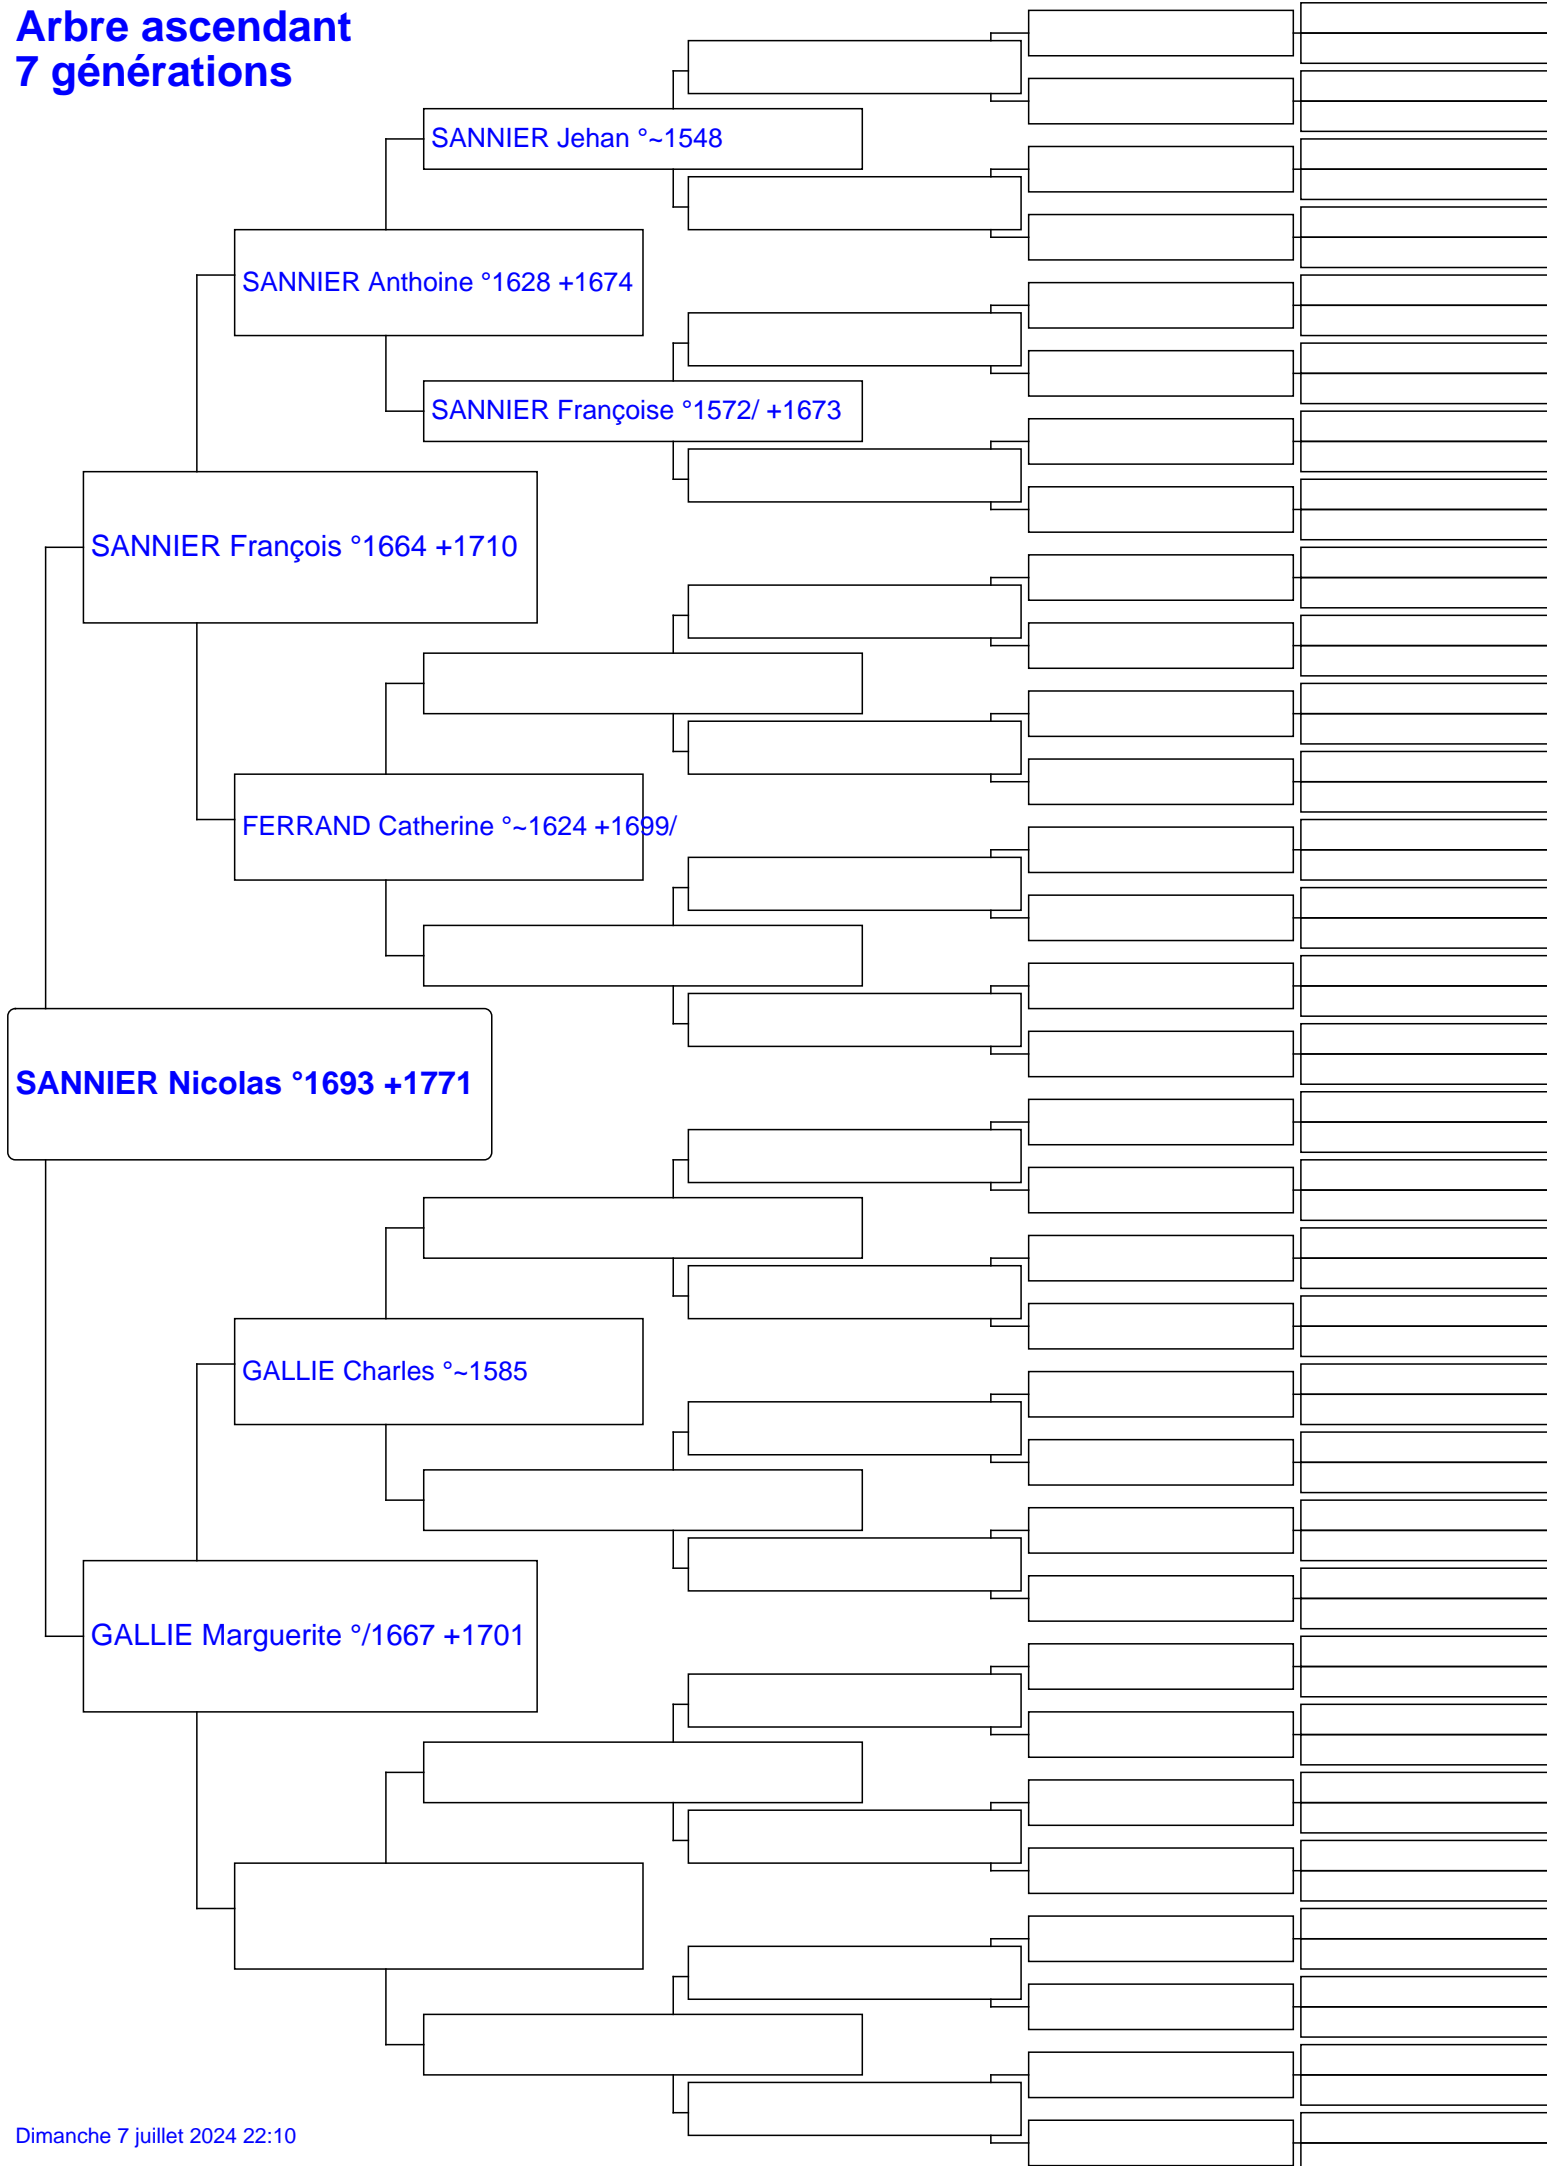 Arbre ascendant
7 générations
SANNIER Jehan °~1548
SANNIER Anthoine °1628 +1674
SANNIER Françoise °1572/ +1673
SANNIER François °1664 +1710
FERRAND Catherine °~1624 +1699/
SANNIER Nicolas °1693 +1771
GALLIE Charles °~1585
GALLIE Marguerite °/1667 +1701
Dimanche 7 juillet 2024 22:10